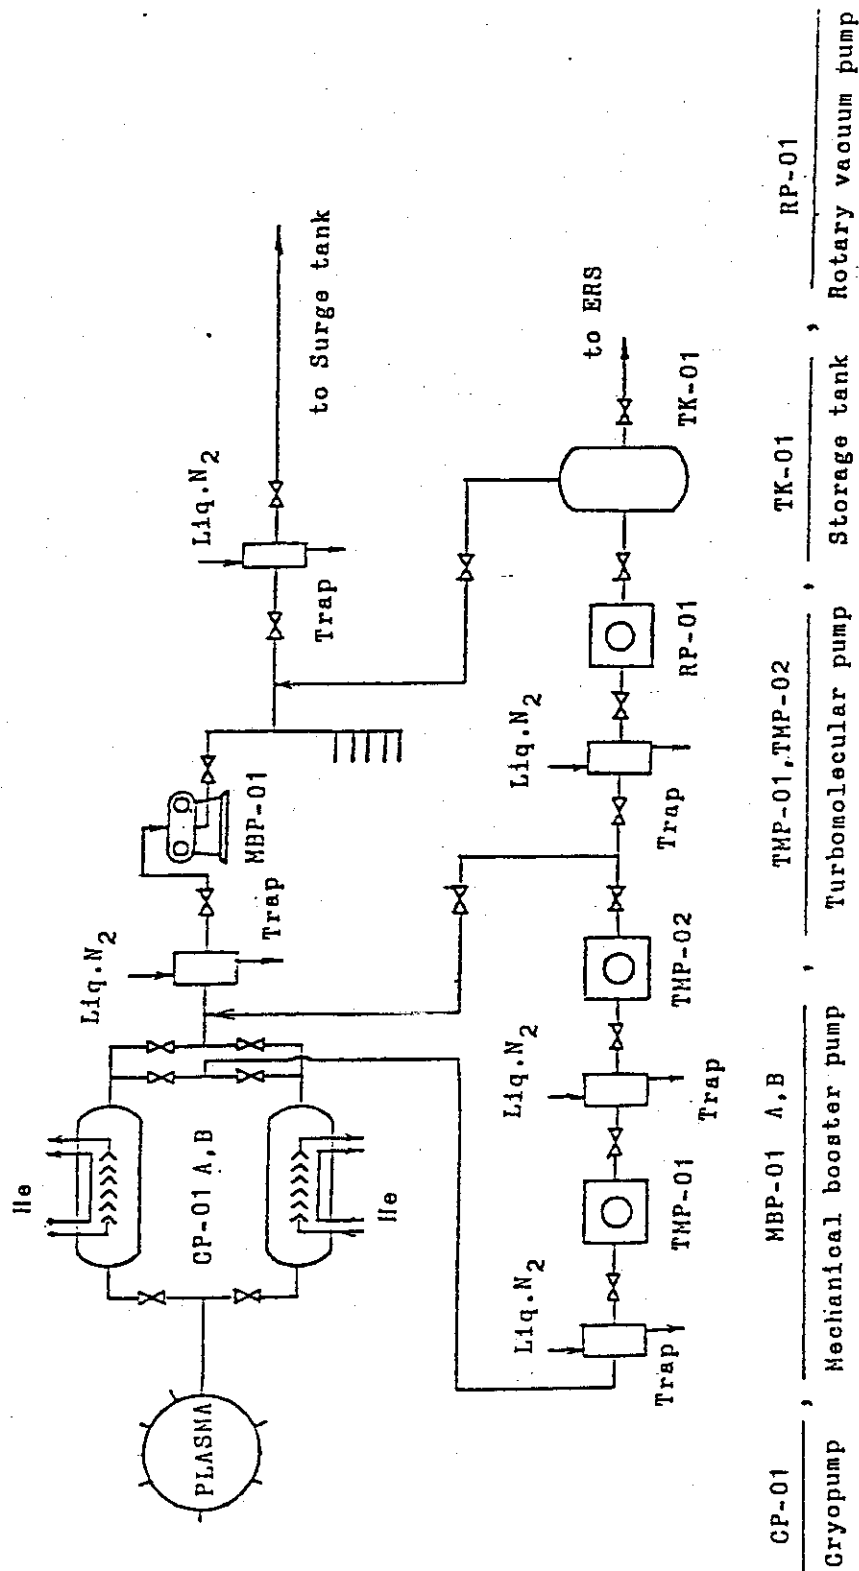 He
Liq.N2
MBP-01
Liq.N2
PLASMA
CP-01 A,B
Trap
Trap
to Surge tank
He
Liq.N2
Liq.N2
Liq.N2
to ERS
Trap
TMP-01
Trap
TMP-02
Trap
RP-01
TK-01
CP-01
Cryopump ,
MBP-01 A,B
Mechanical booster pump ,
TMP-01,TMP-02
Turbomolecular pump ,
TK-01
Storage tank ,
RP-01
Rotary vacuum pump